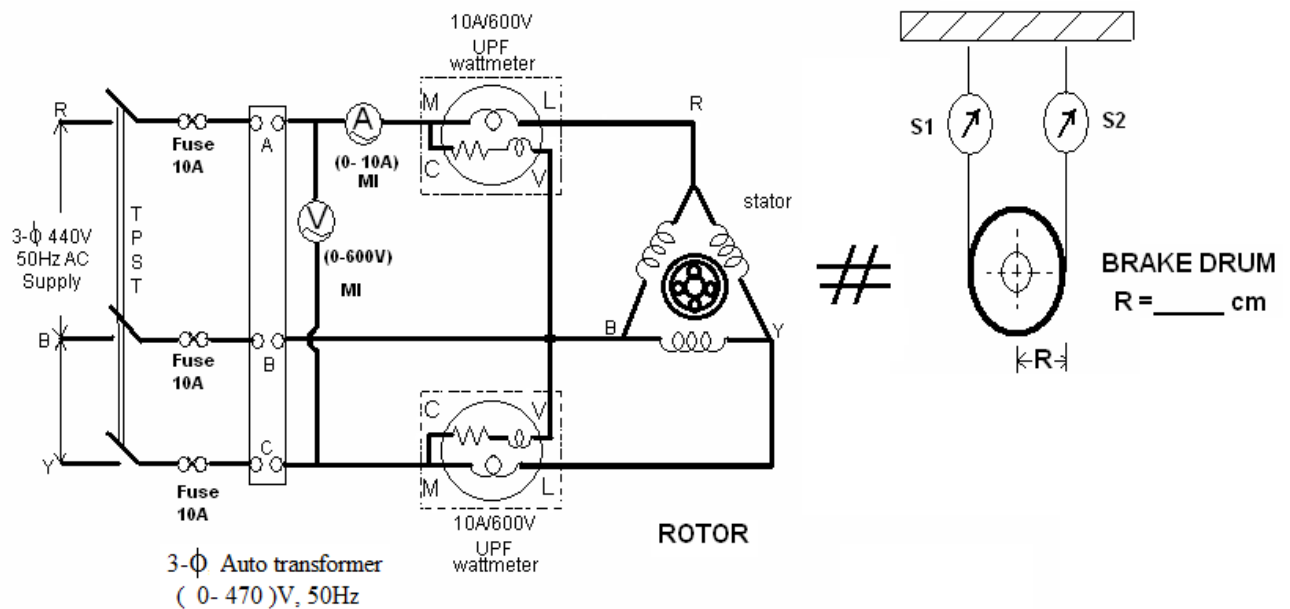 10A/600V
UPF
wattmeter
M
L
R
R
A
A
Fuse
10A
(0- 10A)
MI
C
V
S1
S2
stator
T
P
S
T
V
3-ϕ 440V
50Hz AC
Supply
(0-600V)
MI
BRAKE DRUM
R =_____ cm
B
B
Y
B
Fuse
10A
R
C
V
C
Y
M
L
Fuse
10A
10A/600V
UPF
wattmeter
ROTOR
3-ϕ Auto transformer
( 0- 470 )V, 50Hz